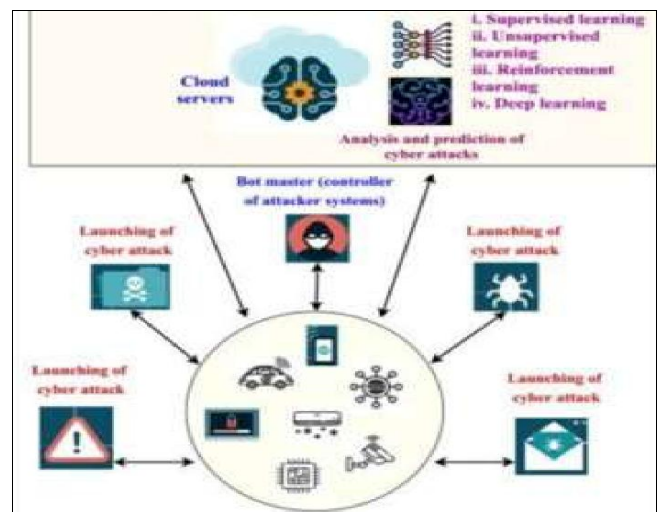 i. Supervised learning
ii. Unsupervised
learning
iii. Reinforcement
learning
iv. Deep learning
Cloud
servers
Analysis and prediction of
cyber attacks
Bot master (controller
of attacker systems)
Launching of
cyber attack
Launching of
cyber attack
Launching of
cyber attack
Launching of
cyber attack